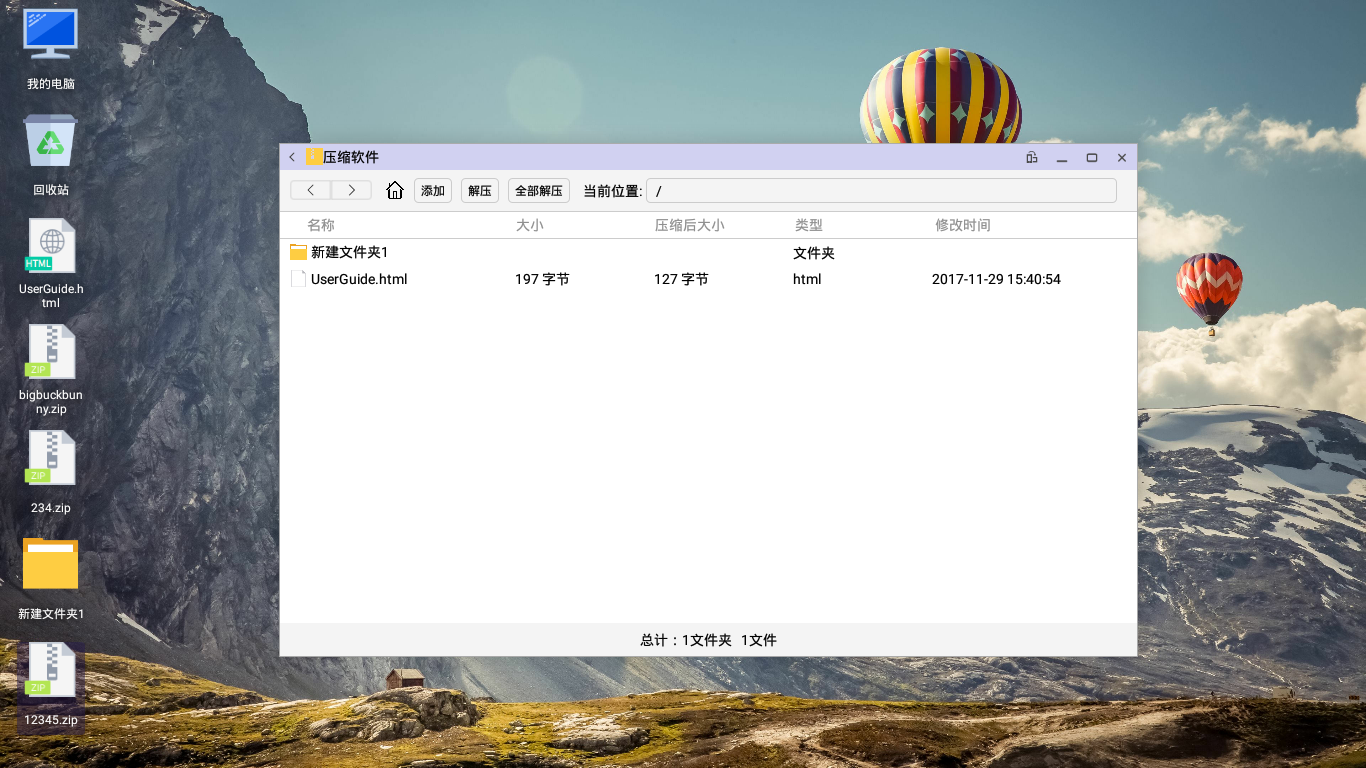 我的电脑
回收站
HTML
UserGuide.h
tml
ZIP
bigbuckbun
ny.zip
ZIP
234.zip
新建文件夹1
ZIP
12345.zip
压缩软件
添加 解压 全部解压 当前位置: /
名称 大小 压缩后大小 类型 修改时间
新建文件夹1 文件夹
UserGuide.html 197 字节 127 字节 html 2017-11-29 15:40:54
总计：1文件夹 1文件